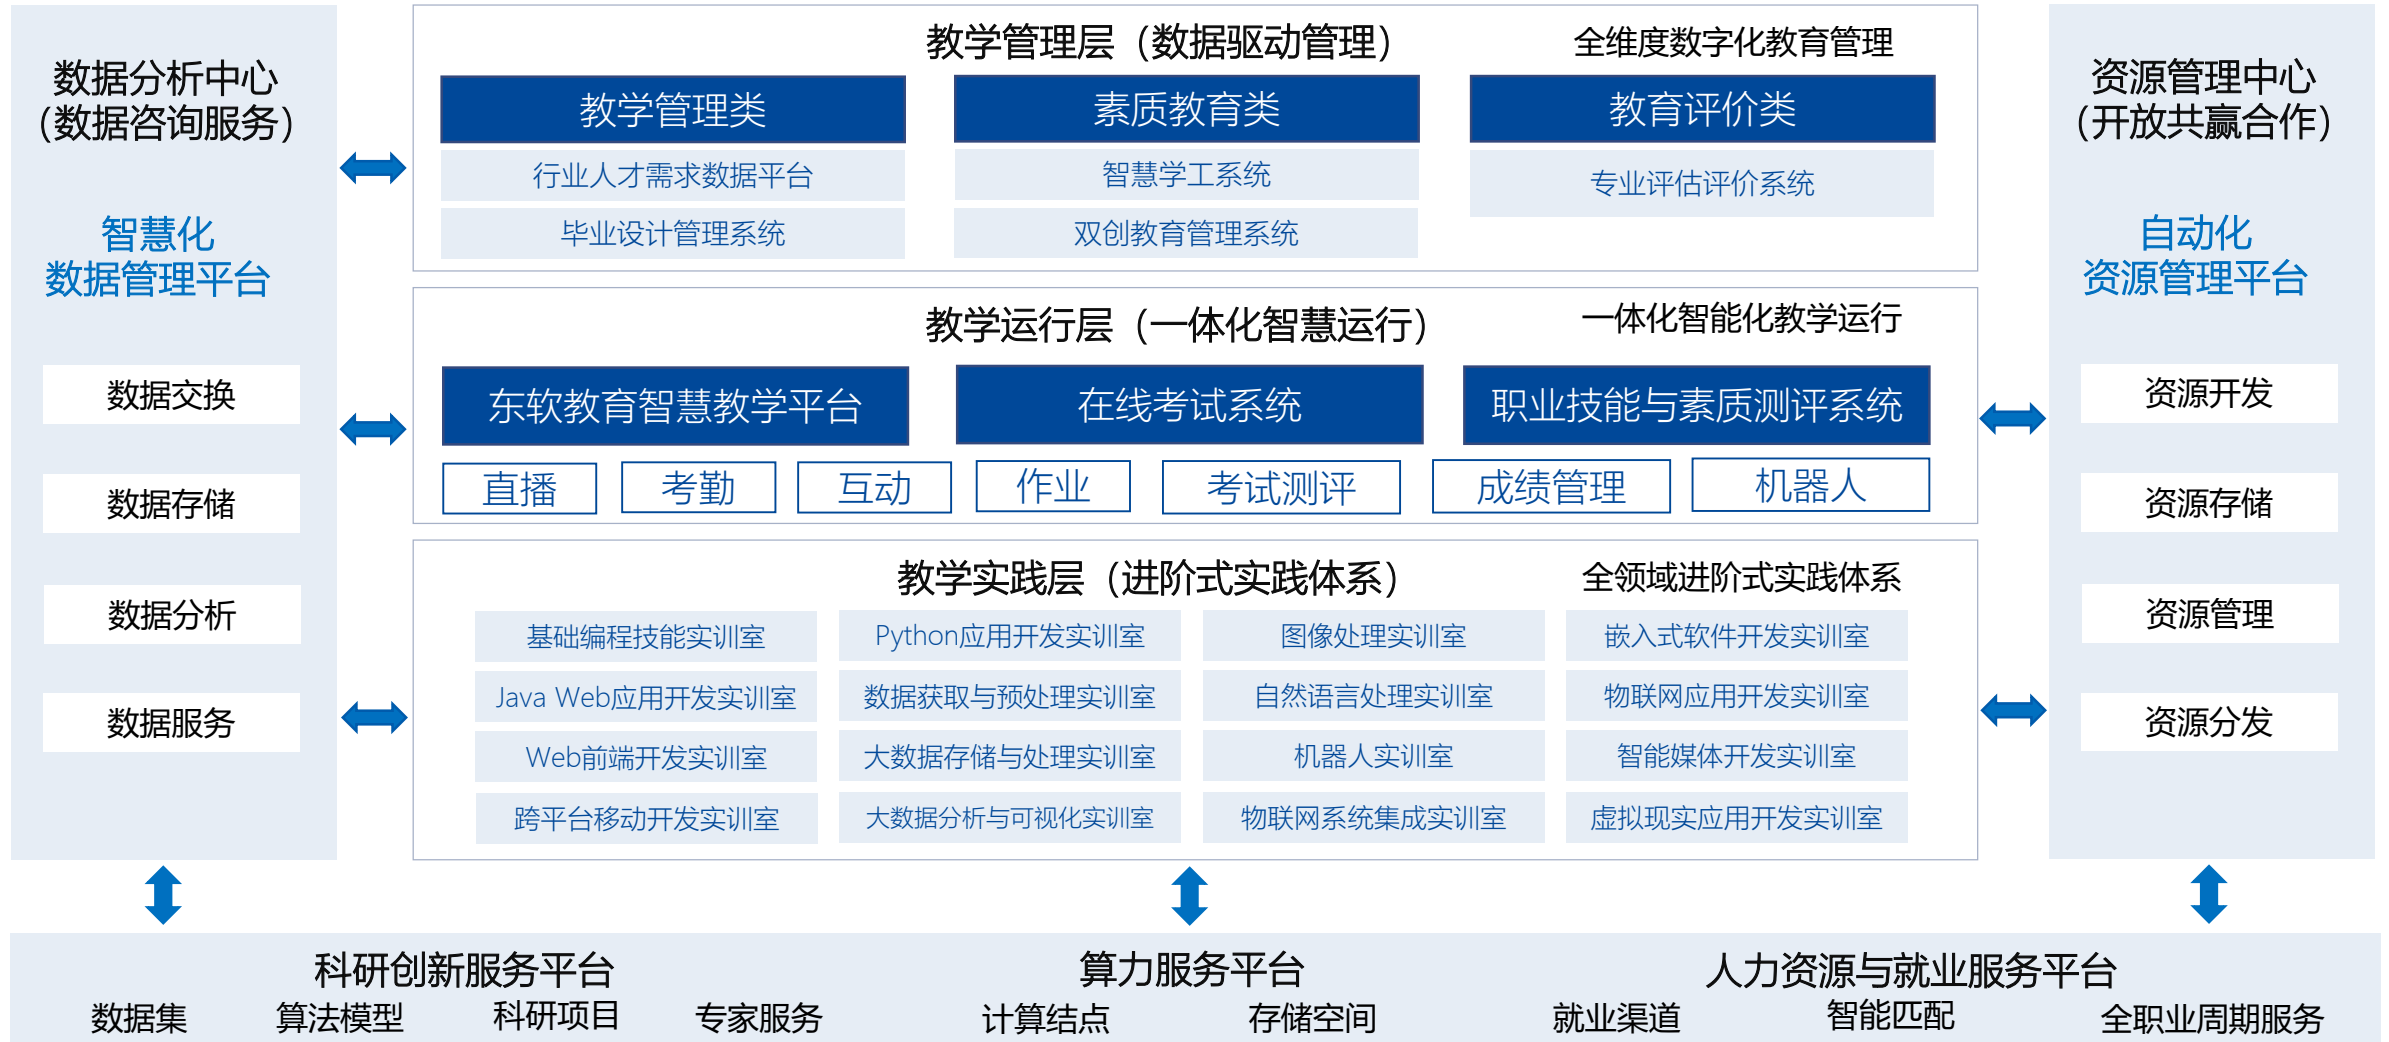 数据分析中心
（数据咨询服务）
智慧化
数据管理平台
数据交换
数据存储
数据分析
数据服务
教学管理层（数据驱动管理）
全维度数字化教育管理
教学管理类
素质教育类
教育评价类
行业人才需求数据平台
智慧学工系统
专业评估评价系统
毕业设计管理系统
双创教育管理系统
教学运行层（一体化智慧运行）
一体化智能化教学运行
东软教育智慧教学平台
在线考试系统
职业技能与素质测评系统
直播
考勤
互动
作业
考试测评
成绩管理
机器人
教学实践层（进阶式实践体系）
全领域进阶式实践体系
基础编程技能实训室
Python应用开发实训室
图像处理实训室
嵌入式软件开发实训室
Java Web应用开发实训室
数据获取与预处理实训室
自然语言处理实训室
物联网应用开发实训室
Web前端开发实训室
大数据存储与处理实训室
机器人实训室
智能媒体开发实训室
跨平台移动开发实训室
大数据分析与可视化实训室
物联网系统集成实训室
虚拟现实应用开发实训室
资源管理中心
（开放共赢合作）
自动化
资源管理平台
资源开发
资源存储
资源管理
资源分发
科研创新服务平台
算力服务平台
人力资源与就业服务平台
数据集
算法模型
科研项目
专家服务
计算结点
存储空间
就业渠道
智能匹配
全职业周期服务